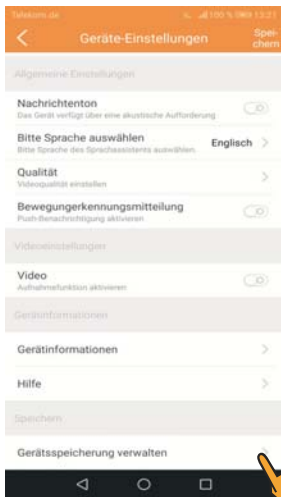 Telekom.de 100 % 13:21
Geräte-Einstellungen
Spei-
chern
Allgemeine Einstellungen
Nachrichtenton
Das Gerät verfügt über eine akustische Aufforderung
Bitte Sprache auswählen
Englisch
Bitte Sprache des Sprachassistents auswählen.
Qualität
Videoqualität einstellen
Bewegungerkennungsmitteilung
Push-Benachrichtigung aktivieren
Videoeinstellungen
Video
Aufnahmefunktion aktivieren
Gerätinformationen
Gerätinformationen
Hilfe
Speichern
Gerätsspeicherung verwalten